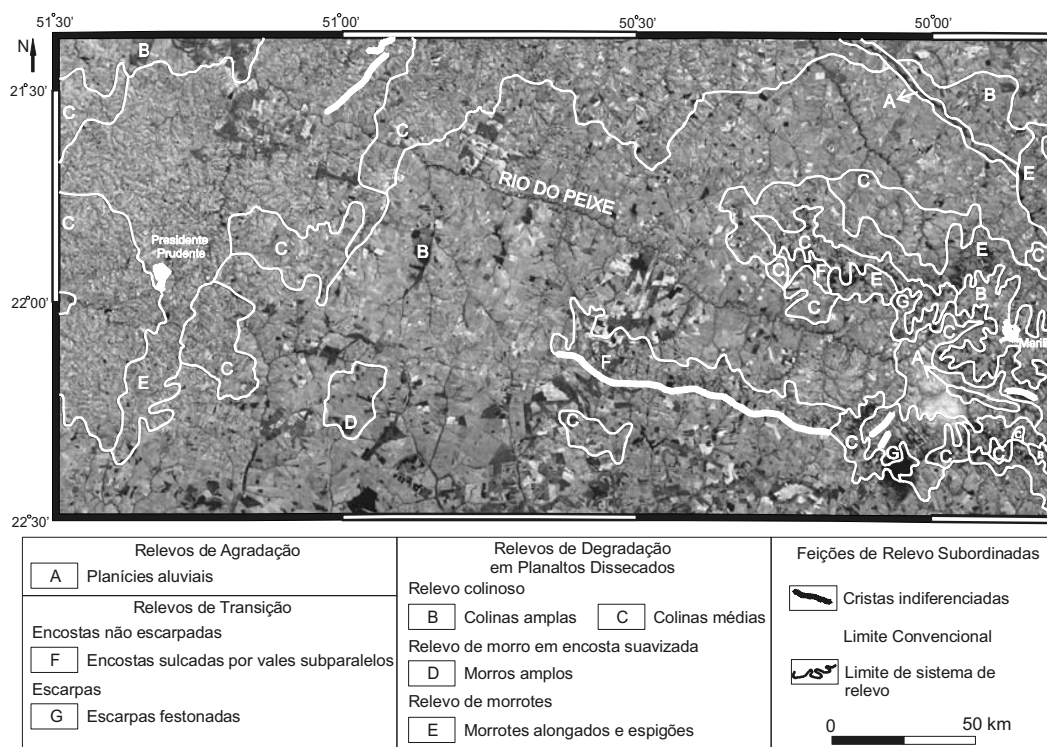 51°30'
51°00'
50°30'
50°00'
N
B
A
B
21°30'
C
C
E
RIO DO PEIXE
C
C
Presidente
Prudente
C
B
C
E
C
C
F
E
22°00'
C
G
B
C
Maríli
F
A
E
C
D
C
C
G
C
C
G
B
22°30'
Relevos de Agradação
A Planícies aluviais
Relevos de Transição
Encostas não escarpadas
F Encostas sulcadas por vales subparalelos
Escarpas
G Escarpas festonadas
Relevos de Degradação
em Planaltos Dissecados
Relevo colinoso
B Colinas amplas C Colinas médias
Relevo de morro em encosta suavizada
D Morros amplos
Relevo de morrotes
E Morrotes alongados e espigões
Feições de Relevo Subordinadas
Cristas indiferenciadas
Limite Convencional
Limite de sistema de
relevo
0 50 km